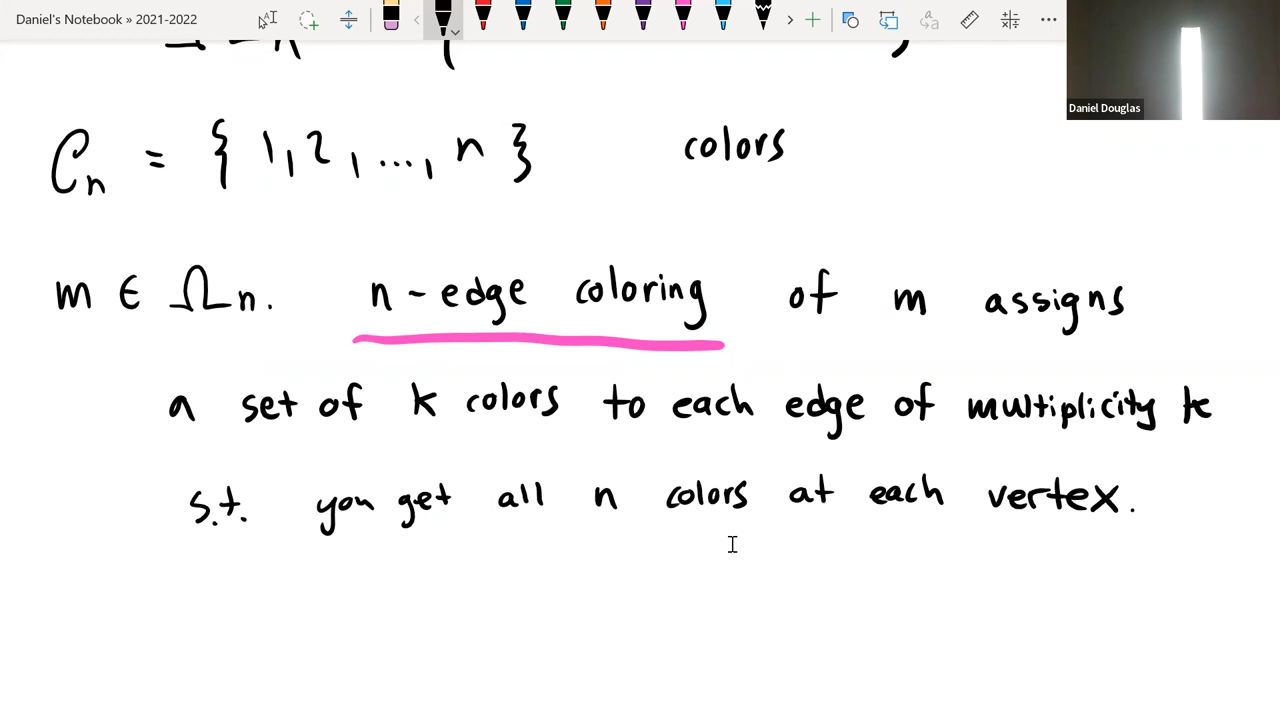 Daniel's Notebook » 2021-2022
Daniel Douglas
C_n = { 1, 2, ..., n } colors
m ∈ Ω_n. n-edge coloring of m assigns
a set of k colors to each edge of multiplicity k
s.t. you get all n colors at each vertex.